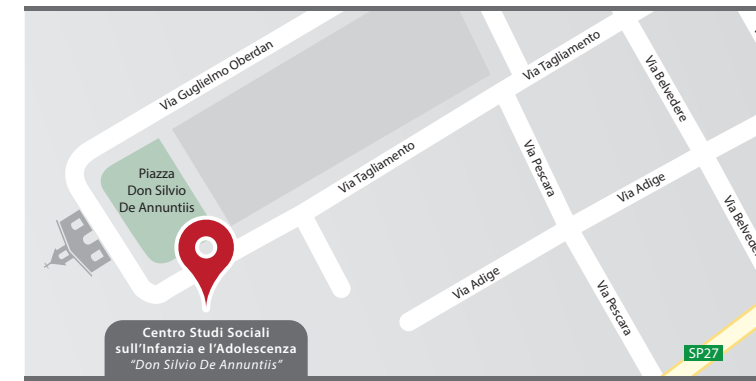 Via Guglielmo Oberdan
Via Tagliamento
Via Belvedere
Piazza
Don Silvio
De Annuntiis
Via Tagliamento
Via Pescara
Via Adige
Via Belvede
Via Adige
Via Pescara
SP27
Centro Studi Sociali
sull'Infanzia e l'Adolescenza
"Don Silvio De Annuntiis"